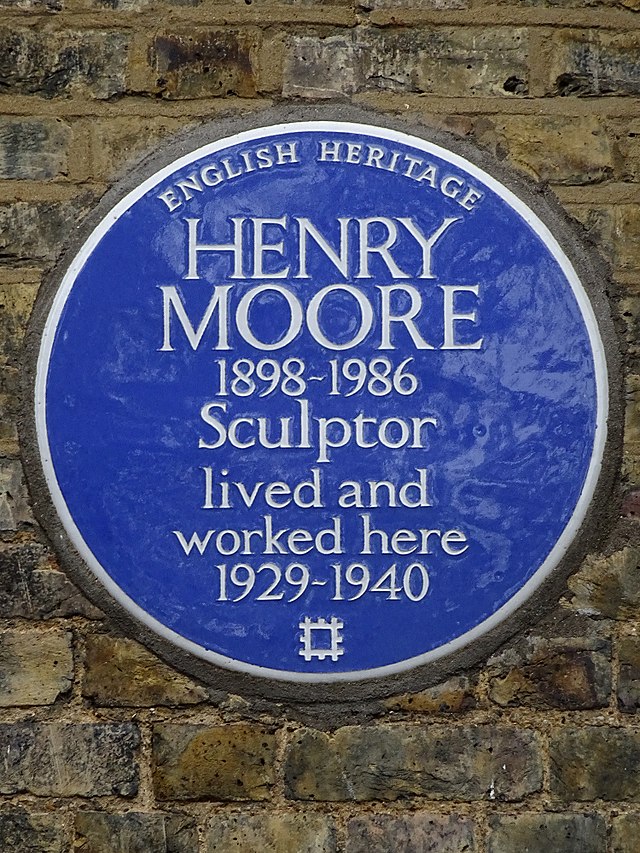 ENGLISH HERITAGE
HENRY
MOORE
1898-1986
Sculptor
lived and
worked here
1929-1940